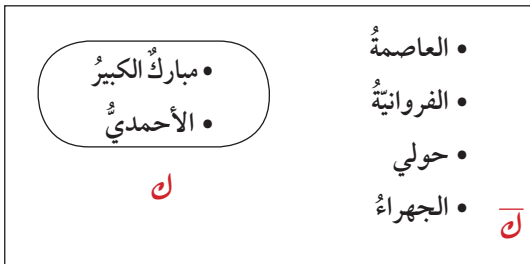 • العاصمةُ
• الفروانيّةُ
• حولي
• الجهراءُ
ك̅
• مباركٌ الكبيرُ
• الأحمديُّ
ك